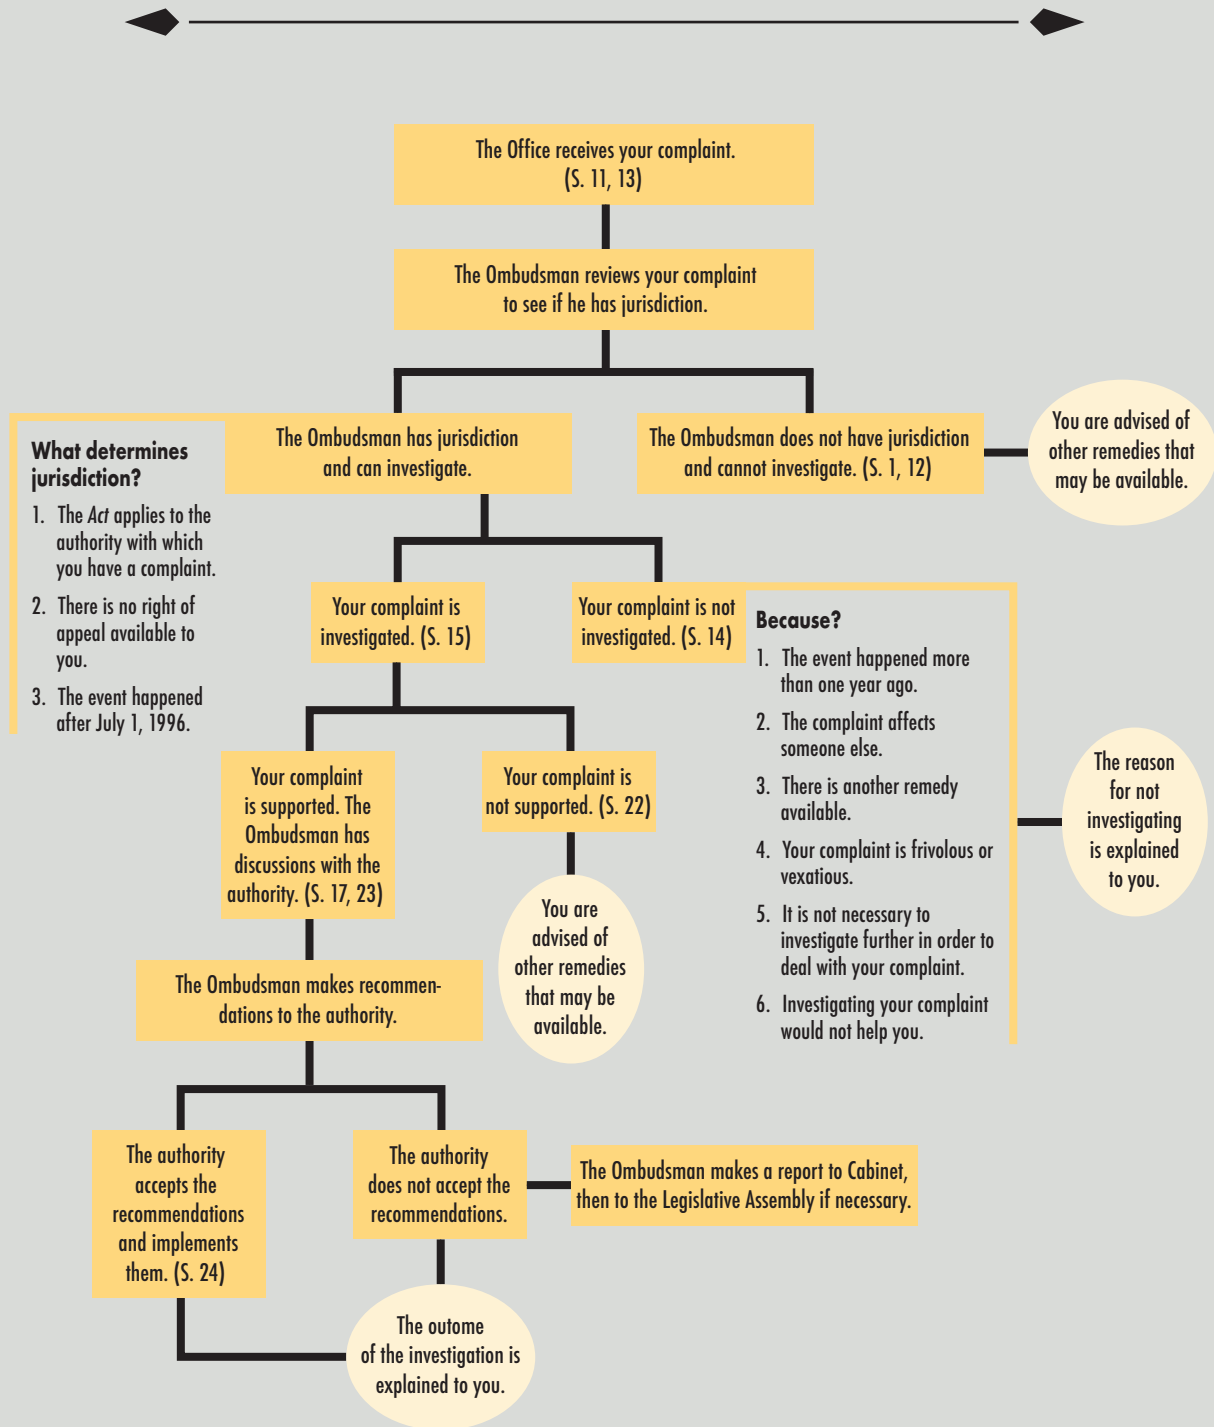 The Office receives your complaint.
(S. 11, 13)
The Ombudsman reviews your complaint
to see if he has jurisdiction.
The Ombudsman has jurisdiction
and can investigate.
The Ombudsman does not have jurisdiction
and cannot investigate. (S. 1, 12)
You are advised of
other remedies that
may be available.
What determines
jurisdiction?
1. The Act applies to the
authority with which
you have a complaint.
2. There is no right of
appeal available to
you.
3. The event happened
after July 1, 1996.
Your complaint is
investigated. (S. 15)
Your complaint is not
investigated. (S. 14)
Because?
1. The event happened more
than one year ago.
2. The complaint affects
someone else.
3. There is another remedy
available.
4. Your complaint is frivolous or
vexatious.
5. It is not necessary to
investigate further in order to
deal with your complaint.
6. Investigating your complaint
would not help you.
The reason
for not
investigating
is explained
to you.
Your complaint
is supported. The
Ombudsman has
discussions with the
authority. (S. 17, 23)
Your complaint is
not supported. (S. 22)
You are
advised of
other remedies
that may be
available.
The Ombudsman makes recommen-
dations to the authority.
The authority
accepts the
recommendations
and implements
them. (S. 24)
The authority
does not accept the
recommendations.
The Ombudsman makes a report to Cabinet,
then to the Legislative Assembly if necessary.
The outome
of the investigation is
explained to you.